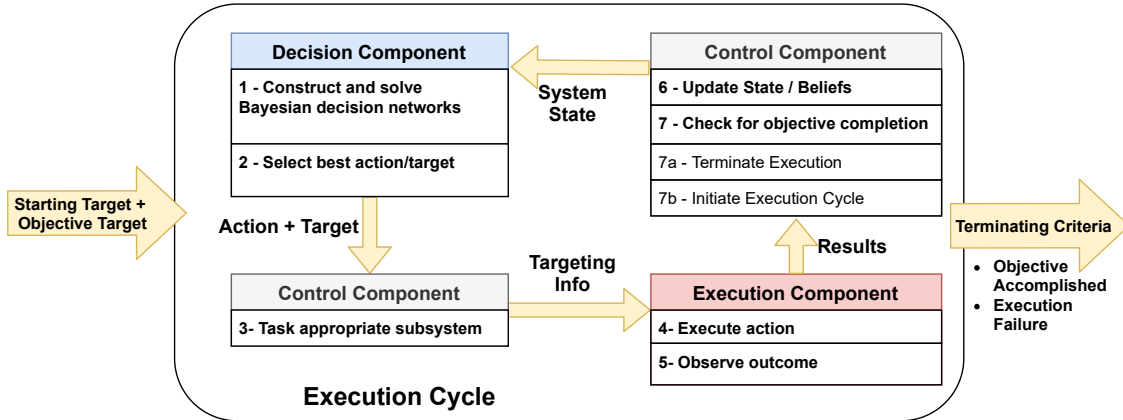 Starting Target +
Objective Target
Decision Component
1 - Construct and solve
Bayesian decision networks
2 - Select best action/target
Action + Target
Control Component
3- Task appropriate subsystem
Targeting
Info
Execution Component
4- Execute action
5- Observe outcome
Results
Control Component
6 - Update State / Beliefs
7 - Check for objective completion
7a - Terminate Execution
7b - Initiate Execution Cycle
System
State
Terminating Criteria
• Objective
Accomplished
• Execution
Failure
Execution Cycle